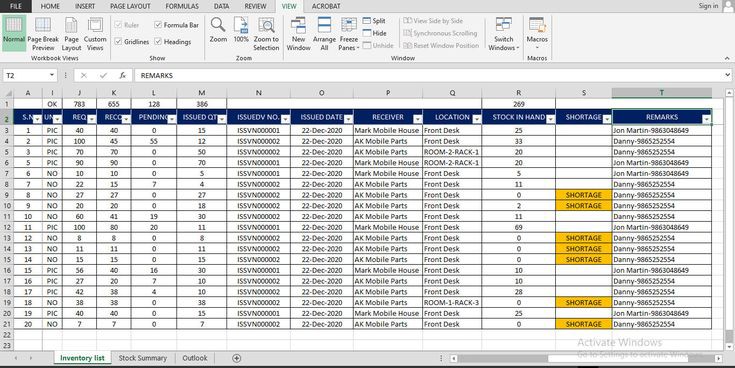 FILE HOME INSERT PAGE LAYOUT FORMULAS DATA REVIEW VIEW ACROBAT Sign in
Normal Page Break Preview Page Layout Custom Views
Ruler Formula Bar
Gridlines Headings
Zoom 100% Zoom to Selection
New Window Arrange All Freeze Panes
Split
Hide
Unhide
View Side by Side
Synchronous Scrolling
Reset Window Position
Switch Windows Macros
Workbook Views Show Zoom Window Macros
T2 fx REMARKS
A I J K L M N O P Q R S T
1 OK 783 655 128 386 269
2 S.N UN REQ RECD PENDING ISSUED QT ISSUEDV NO. ISSUED DATE RECEIVER LOCATION STOCK IN HAND SHORTAGE REMARKS
3 1 PIC 40 40 0 15 ISSVN000001 22-Dec-2020 Mark Mobile House Front Desk 25 Jon Martin-9863048649
4 2 PIC 100 45 55 12 ISSVN000002 22-Dec-2020 AK Mobile Parts Front Desk 33 Danny-9865252554
5 3 PIC 70 70 0 50 ISSVN000002 22-Dec-2020 AK Mobile Parts ROOM-2-RACK-1 20 Danny-9865252554
6 5 PIC 90 90 0 70 ISSVN000001 22-Dec-2020 Mark Mobile House ROOM-2-RACK-1 20 Jon Martin-9863048649
7 6 NO 10 10 0 5 ISSVN000001 22-Dec-2020 Mark Mobile House Front Desk 5 Jon Martin-9863048649
8 7 NO 22 15 7 4 ISSVN000002 22-Dec-2020 AK Mobile Parts Front Desk 11 Danny-9865252554
9 8 NO 27 27 0 27 ISSVN000002 22-Dec-2020 AK Mobile Parts Front Desk 0 SHORTAGE Danny-9865252554
10 9 NO 20 20 0 18 ISSVN000002 22-Dec-2020 AK Mobile Parts Front Desk 2 SHORTAGE Danny-9865252554
11 10 NO 60 41 19 30 ISSVN000002 22-Dec-2020 AK Mobile Parts Front Desk 11 Danny-9865252554
12 11 PIC 100 80 20 11 ISSVN000001 22-Dec-2020 Mark Mobile House Front Desk 69 Jon Martin-9863048649
13 12 NO 8 8 0 8 ISSVN000002 22-Dec-2020 AK Mobile Parts Front Desk 0 SHORTAGE Danny-9865252554
14 13 NO 11 11 0 11 ISSVN000002 22-Dec-2020 AK Mobile Parts Front Desk 0 SHORTAGE Danny-9865252554
15 14 NO 15 15 0 15 ISSVN000002 22-Dec-2020 AK Mobile Parts Front Desk 0 SHORTAGE Danny-9865252554
16 15 PIC 56 40 16 30 ISSVN000001 22-Dec-2020 Mark Mobile House Front Desk 10 Jon Martin-9863048649
17 16 PIC 27 20 7 10 ISSVN000002 22-Dec-2020 AK Mobile Parts Front Desk 10 Danny-9865252554
18 17 PIC 42 38 4 10 ISSVN000002 22-Dec-2020 AK Mobile Parts Front Desk 28 Danny-9865252554
19 18 NO 38 38 0 38 ISSVN000002 22-Dec-2020 AK Mobile Parts ROOM-1-RACK-3 0 SHORTAGE Danny-9865252554
20 19 PIC 40 40 0 15 ISSVN000001 22-Dec-2020 Mark Mobile House Front Desk 25 Jon Martin-9863048649
21 20 NO 7 7 0 7 ISSVN000002 22-Dec-2020 AK Mobile Parts Front Desk 0 SHORTAGE Danny-9865252554
22
23
Activate Windows
Go to Settings to activate Windows.
Inventory list Stock Summary Outlook